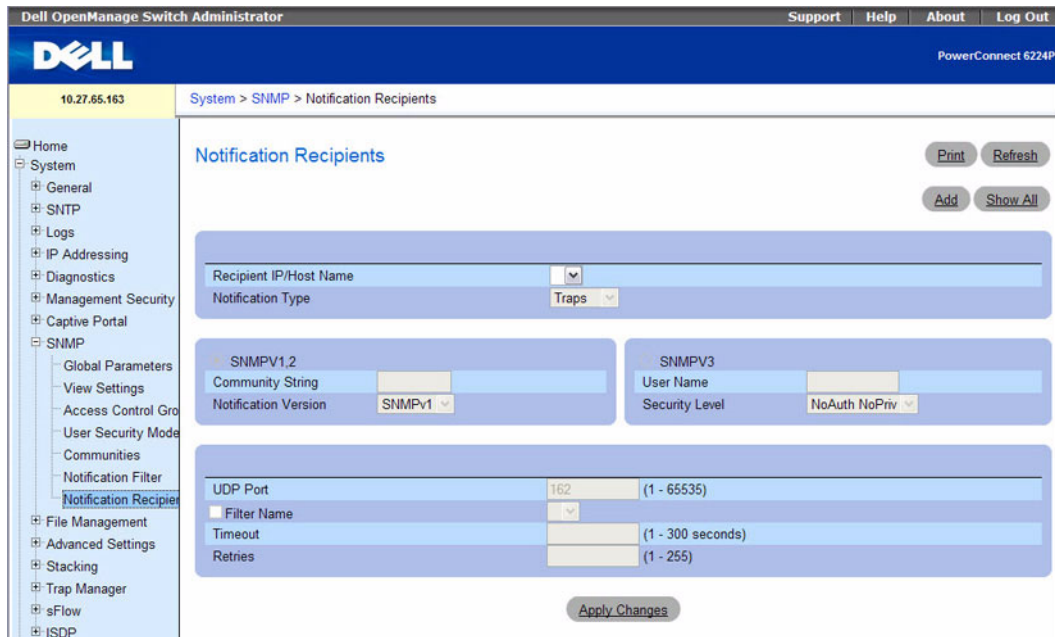 Dell OpenManage Switch Administrator
Support Help About Log Out
DELL
PowerConnect 6224P
10.27.65.163
System > SNMP > Notification Recipients
Home
System
General
SNTP
Logs
IP Addressing
Diagnostics
Management Security
Captive Portal
SNMP
Global Parameters
View Settings
Access Control Gro
User Security Mode
Communities
Notification Filter
Notification Recipien
File Management
Advanced Settings
Stacking
Trap Manager
sFlow
ISDP
Notification Recipients
Print Refresh
Add Show All
Recipient IP/Host Name
Notification Type Traps
SNMPV1,2
Community String
Notification Version SNMPv1
SNMPV3
User Name
Security Level NoAuth NoPriv
UDP Port 162 (1 - 65535)
Filter Name
Timeout (1 - 300 seconds)
Retries (1 - 255)
Apply Changes